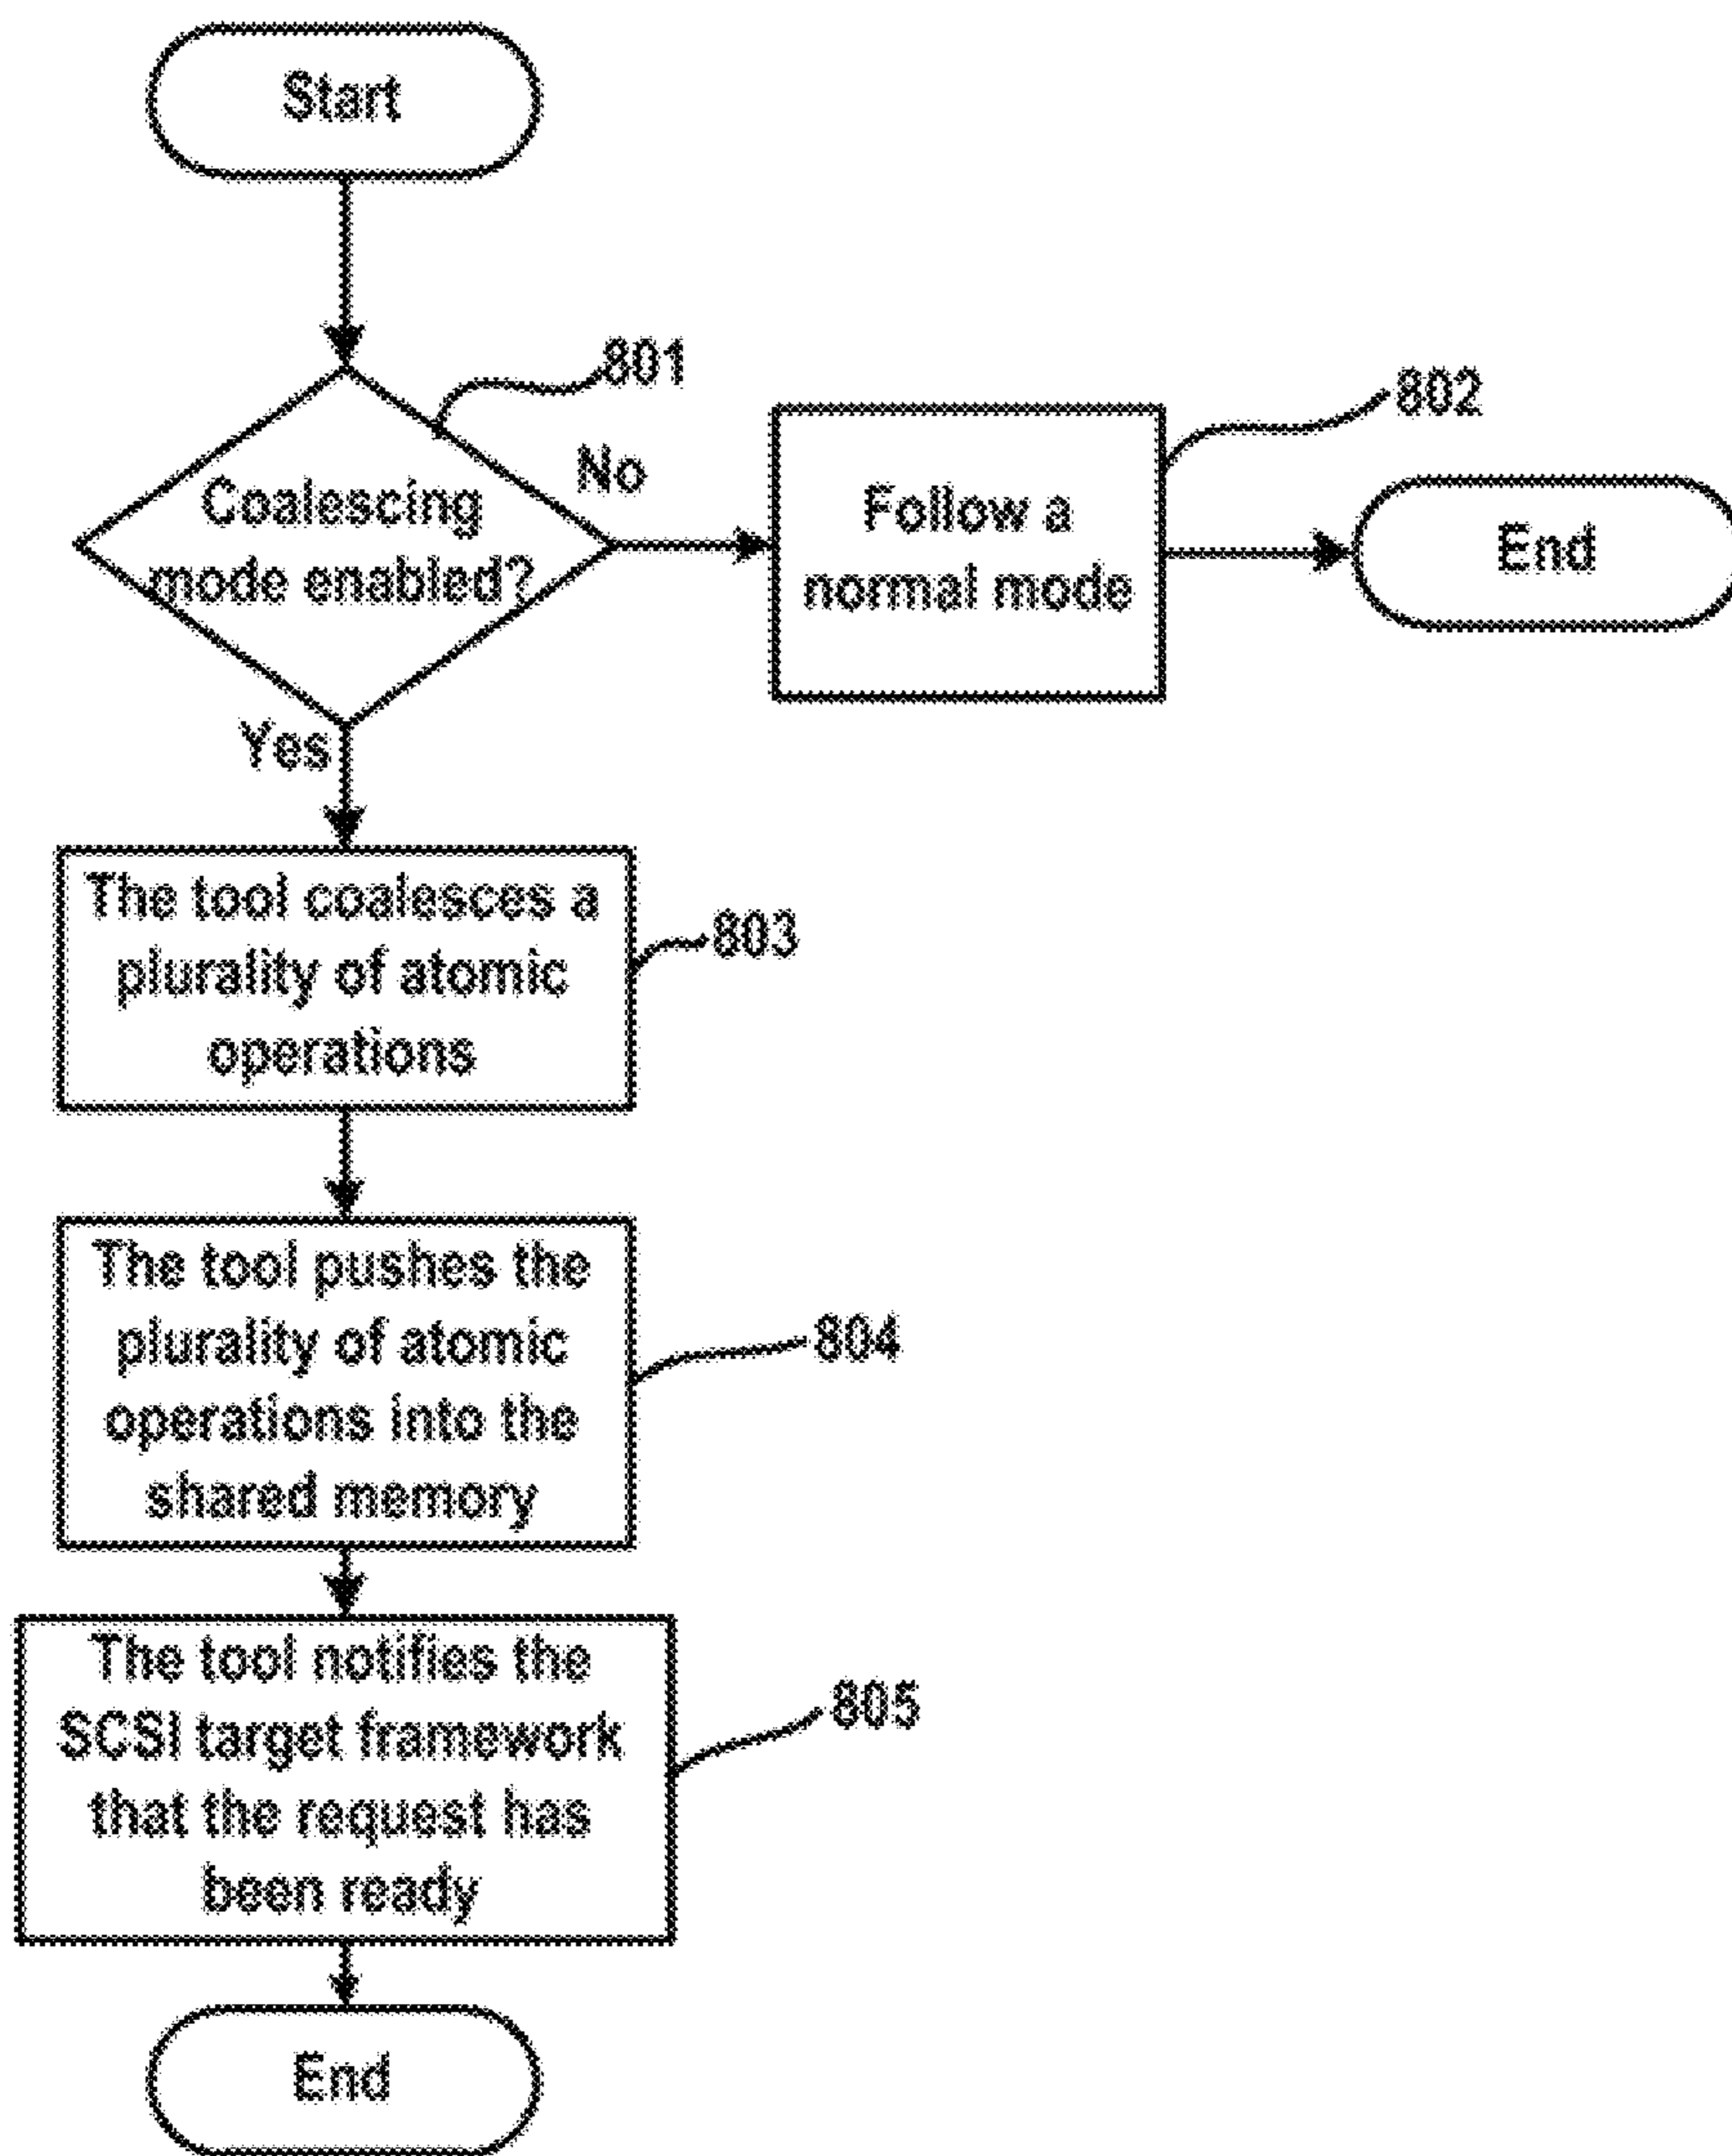 Start
801
Coalescing
mode enabled?
No
802
Follow a
normal mode
End
Yes
The tool coalesces a
plurality of atomic
operations
803
The tool pushes the
plurality of atomic
operations into the
shared memory
804
The tool notifies the
SCSI target framework
that the request has
been ready
805
End